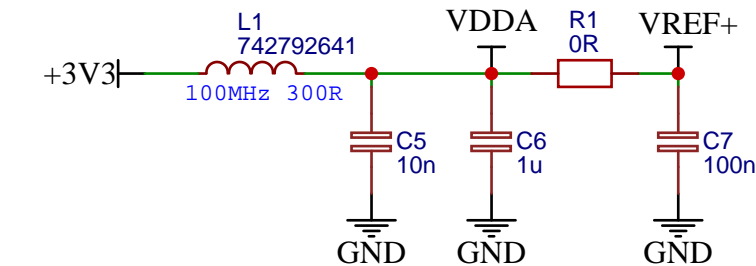 L1
742792641
VDDA
R1
0R
VREF+
+3V3
100MHz 300R
C5
10n
C6
1u
C7
100n
GND
GND
GND